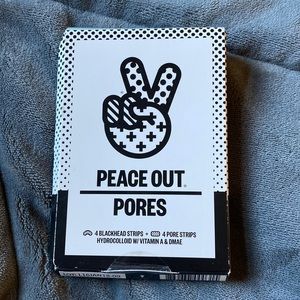 PEACE OUT®
PORES
4 BLACKHEAD STRIPS + 4 PORE STRIPS
HYDROCOLLOID W/ VITAMIN A & DMAE